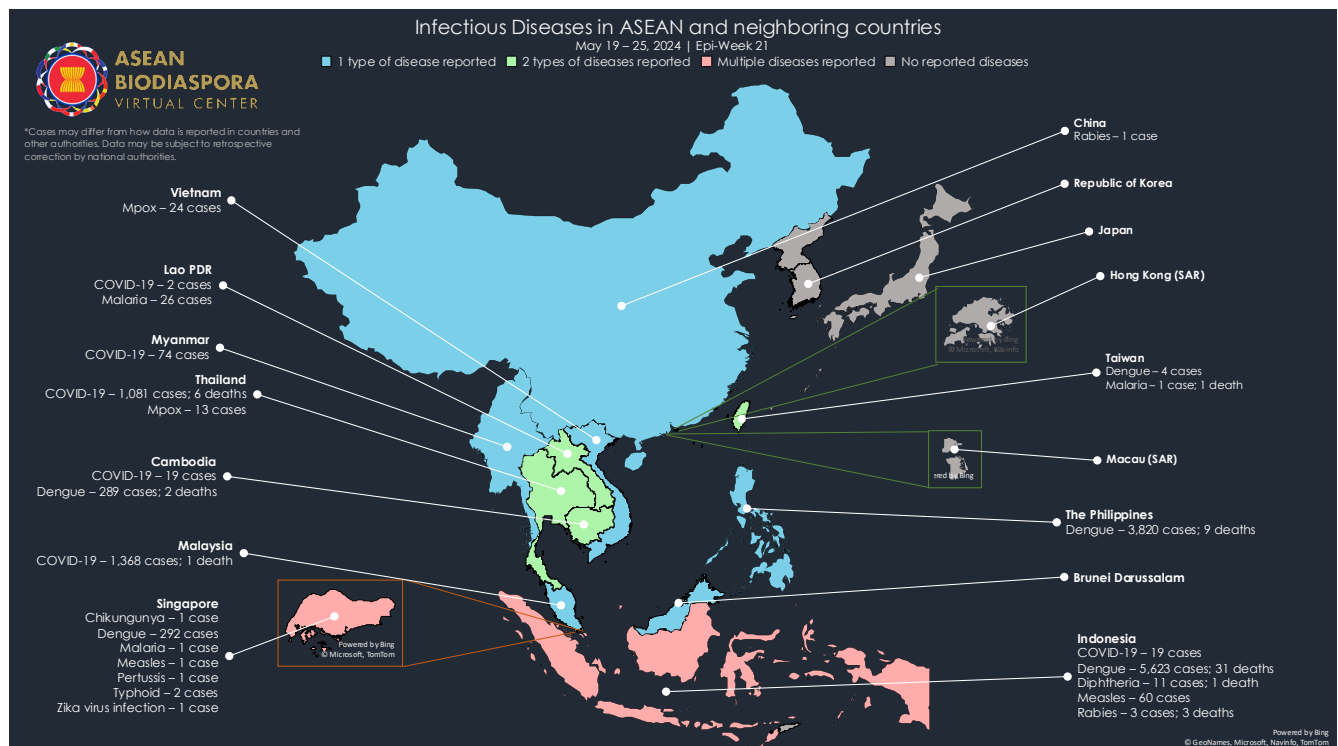 Infectious Diseases in ASEAN and neighboring countries
May 19 – 25, 2024 | Epi-Week 21
1 type of disease reported
2 types of diseases reported
Multiple diseases reported
No reported diseases
ASEAN
BIODIASPORA
VIRTUAL CENTER
*Cases may differ from how data is reported in countries and
other authorities. Data may be subject to retrospective
correction by national authorities.
Vietnam
Mpox – 24 cases
Lao PDR
COVID-19 – 2 cases
Malaria – 26 cases
Myanmar
COVID-19 – 74 cases
Thailand
COVID-19 – 1,081 cases; 6 deaths
Mpox – 13 cases
Cambodia
COVID-19 – 19 cases
Dengue – 289 cases; 2 deaths
Malaysia
COVID-19 – 1,368 cases; 1 death
Singapore
Chikungunya – 1 case
Dengue – 292 cases
Malaria – 1 case
Measles – 1 case
Pertussis – 1 case
Typhoid – 2 cases
Zika virus infection – 1 case
Powered by Bing
© Microsoft, TomTom
China
Rabies – 1 case
Republic of Korea
Japan
Hong Kong (SAR)
Powered by Bing
© Microsoft, Navinfo
Taiwan
Dengue – 4 cases
Malaria – 1 case; 1 death
Macau (SAR)
red by Bing
The Philippines
Dengue – 3,820 cases; 9 deaths
Brunei Darussalam
Indonesia
COVID-19 – 19 cases
Dengue – 5,623 cases; 31 deaths
Diphtheria – 11 cases; 1 death
Measles – 60 cases
Rabies – 3 cases; 3 deaths
Powered by Bing
© GeoNames, Microsoft, Navinfo, TomTom